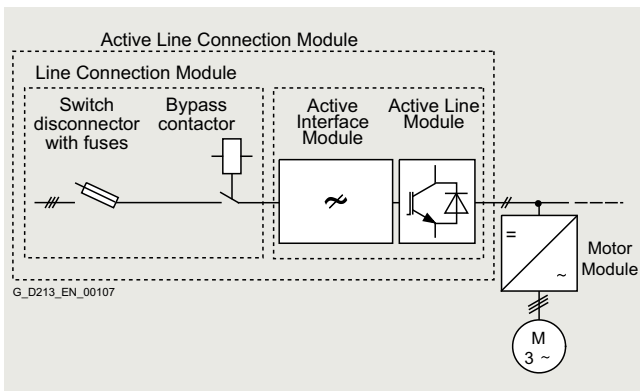 Active Line Connection Module
Line Connection Module
Switch
disconnector
with fuses
Bypass
contactor
Active
Interface
Module
Active Line
Module
~
=
~
Motor
Module
G_D213_EN_00107
M
3 ~